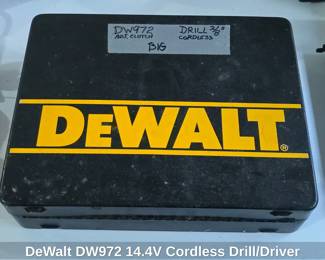 DW972 DRILL 3/8"
ADJ. CLUTCH CORDLESS
BIG
DEWALT®
DeWalt DW972 14.4V Cordless Drill/Driver